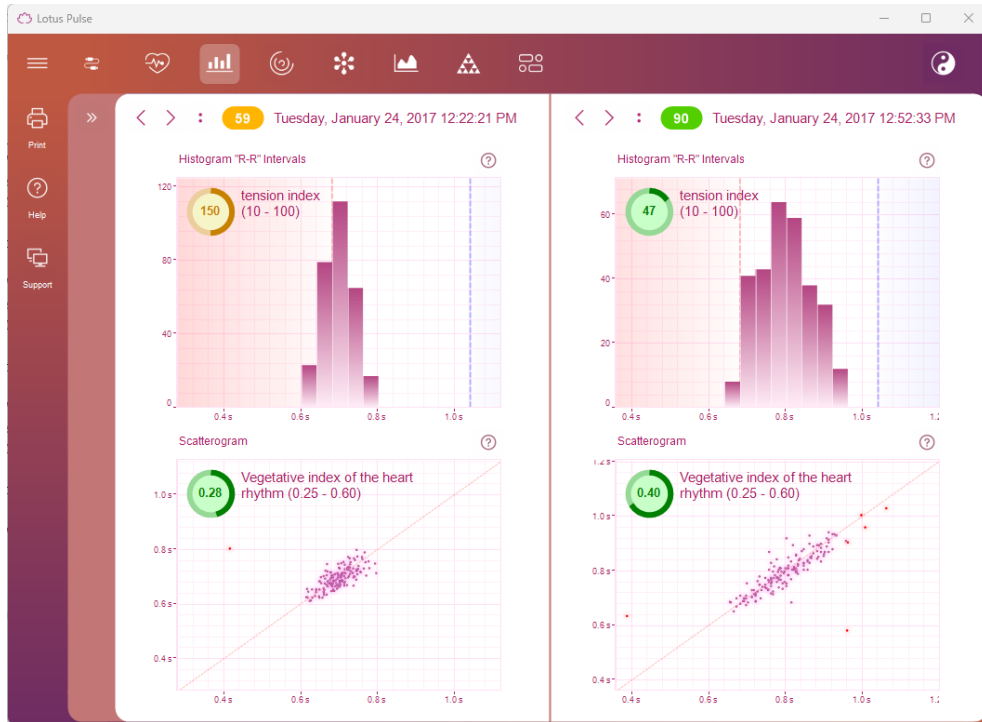 Lotus Pulse
Print
Help
Support
59 Tuesday, January 24, 2017 12:22:21 PM
Histogram "R-R" Intervals
150
tension index
(10 - 100)
120
80
40
0
0.4 s 0.6 s 0.8 s 1.0 s
Scatterogram
0.28
Vegetative index of the heart
rhythm (0.25 - 0.60)
1.0 s
0.8 s
0.6 s
0.4 s
0.4 s 0.6 s 0.8 s 1.0 s
90 Tuesday, January 24, 2017 12:52:33 PM
Histogram "R-R" Intervals
47
tension index
(10 - 100)
60
40
20
0
0.4 s 0.6 s 0.8 s 1.0 s 1.2
Scatterogram
0.40
Vegetative index of the heart
rhythm (0.25 - 0.60)
1.2 s
1.0 s
0.8 s
0.6 s
0.4 s
0.4 s 0.6 s 0.8 s 1.0 s 1.2